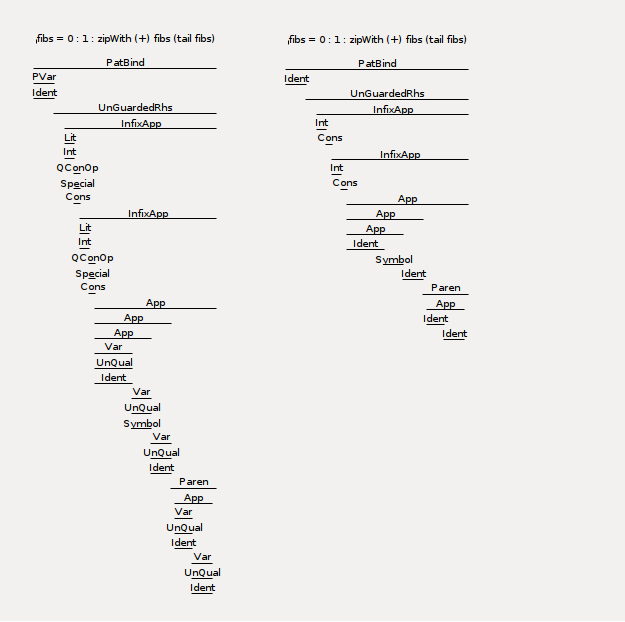 fibs = 0 : 1 : zipWith (+) fibs (tail fibs)
PatBind
PVar
Ident
UnGuardedRhs
InfixApp
Lit
Int
QConOp
Special
Cons
InfixApp
Lit
Int
QConOp
Special
Cons
App
App
App
Var
UnQual
Ident
Var
UnQual
Symbol
Var
UnQual
Ident
Paren
App
Var
UnQual
Ident
Var
UnQual
Ident
fibs = 0 : 1 : zipWith (+) fibs (tail fibs)
PatBind
Ident
UnGuardedRhs
InfixApp
Int
Cons
InfixApp
Int
Cons
App
App
App
Ident
Symbol
Ident
Paren
App
Ident
Ident